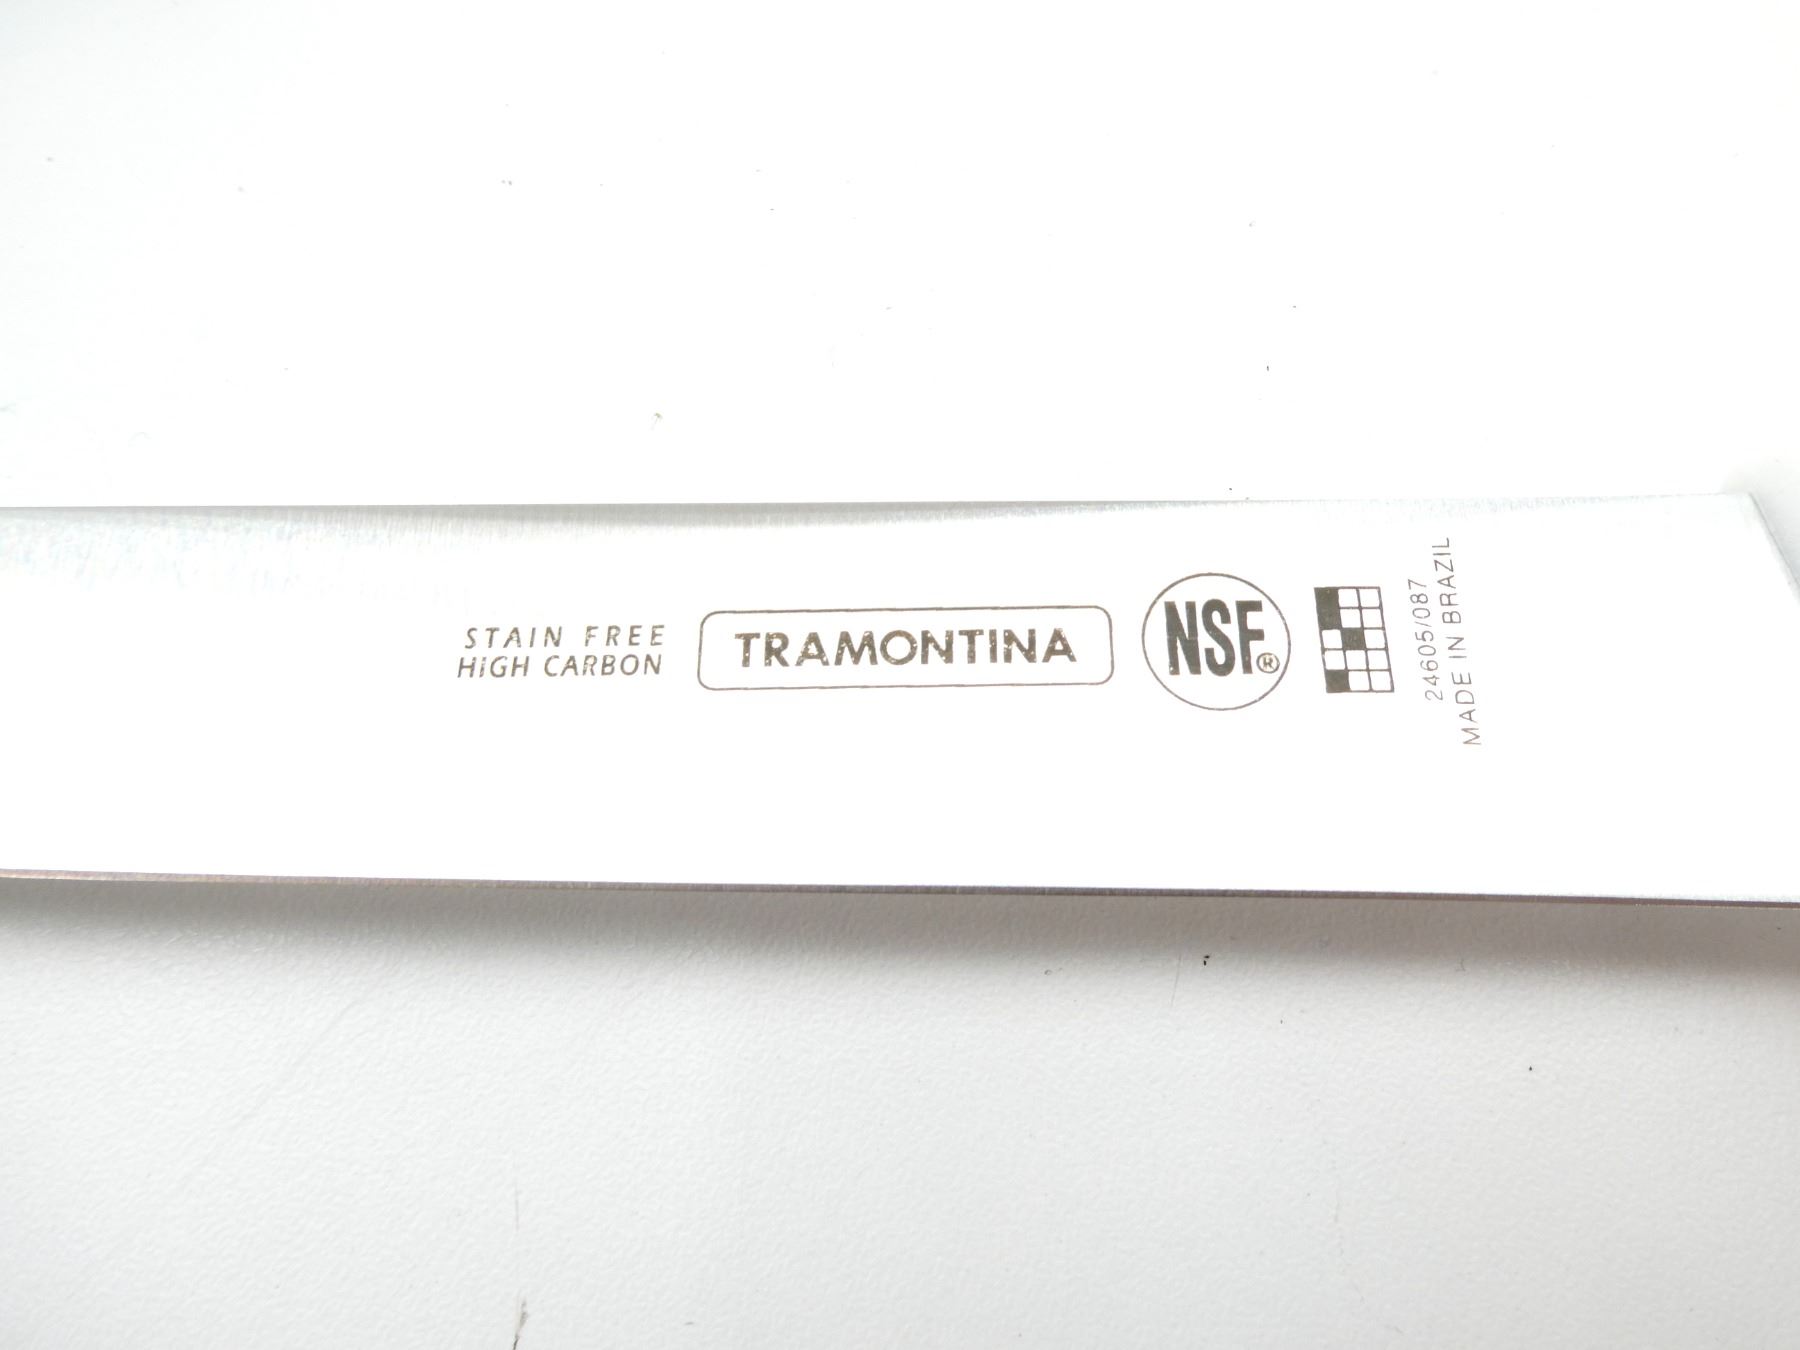 STAIN FREE
HIGH CARBON
TRAMONTINA
NSF®
24605/087
MADE IN BRAZIL